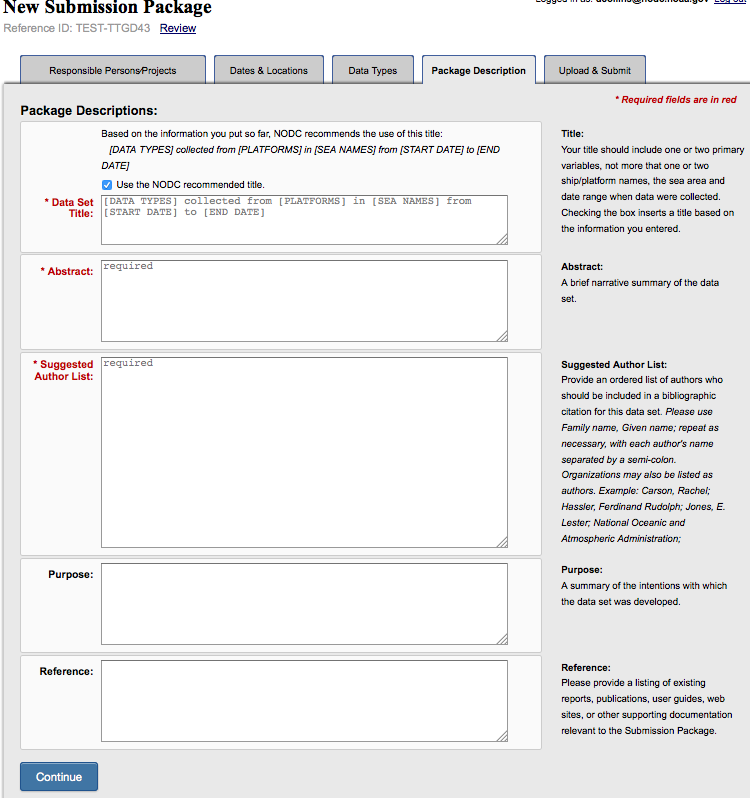 New Submission Package
Reference ID: TEST-TTGD43 Review
Responsible Persons/Projects
Dates & Locations
Data Types
Package Description
Upload & Submit
* Required fields are in red
Package Descriptions:
Based on the information you put so far, NODC recommends the use of this title:
[DATA TYPES] collected from [PLATFORMS] in [SEA NAMES] from [START DATE] to [END
DATE]
Use the NODC recommended title.
* Data Set
Title:
[DATA TYPES] collected from [PLATFORMS] in [SEA NAMES] from
[START DATE] to [END DATE]
Title:
Your title should include one or two primary
variables, not more that one or two
ship/platform names, the sea area and
date range when data were collected.
Checking the box inserts a title based on
the information you entered.
* Abstract:
required
Abstract:
A brief narrative summary of the data
set.
* Suggested
Author List:
required
Suggested Author List:
Provide an ordered list of authors who
should be included in a bibliographic
citation for this data set. Please use
Family name, Given name; repeat as
necessary, with each author's name
separated by a semi-colon.
Organizations may also be listed as
authors. Example: Carson, Rachel;
Hassler, Ferdinand Rudolph; Jones, E.
Lester; National Oceanic and
Atmospheric Administration;
Purpose:
Purpose:
A summary of the intentions with which
the data set was developed.
Reference:
Reference:
Please provide a listing of existing
reports, publications, user guides, web
sites, or other supporting documentation
relevant to the Submission Package.
Continue